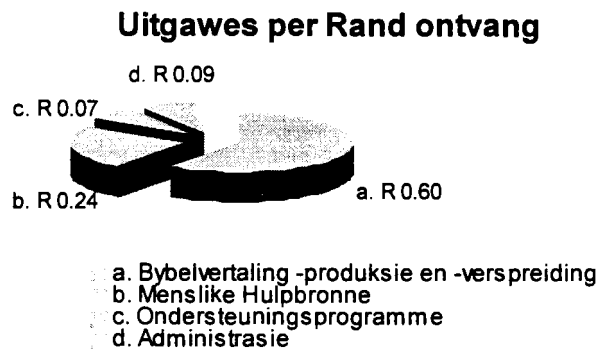 Uitgawes per Rand ontvang
d. R 0.09
c. R 0.07
b. R 0.24
a. R 0.60
a. Bybelvertaling -produksie en -verspreiding
b. Menslike Hulpbronne
c. Ondersteuningsprogramme
d. Administrasie